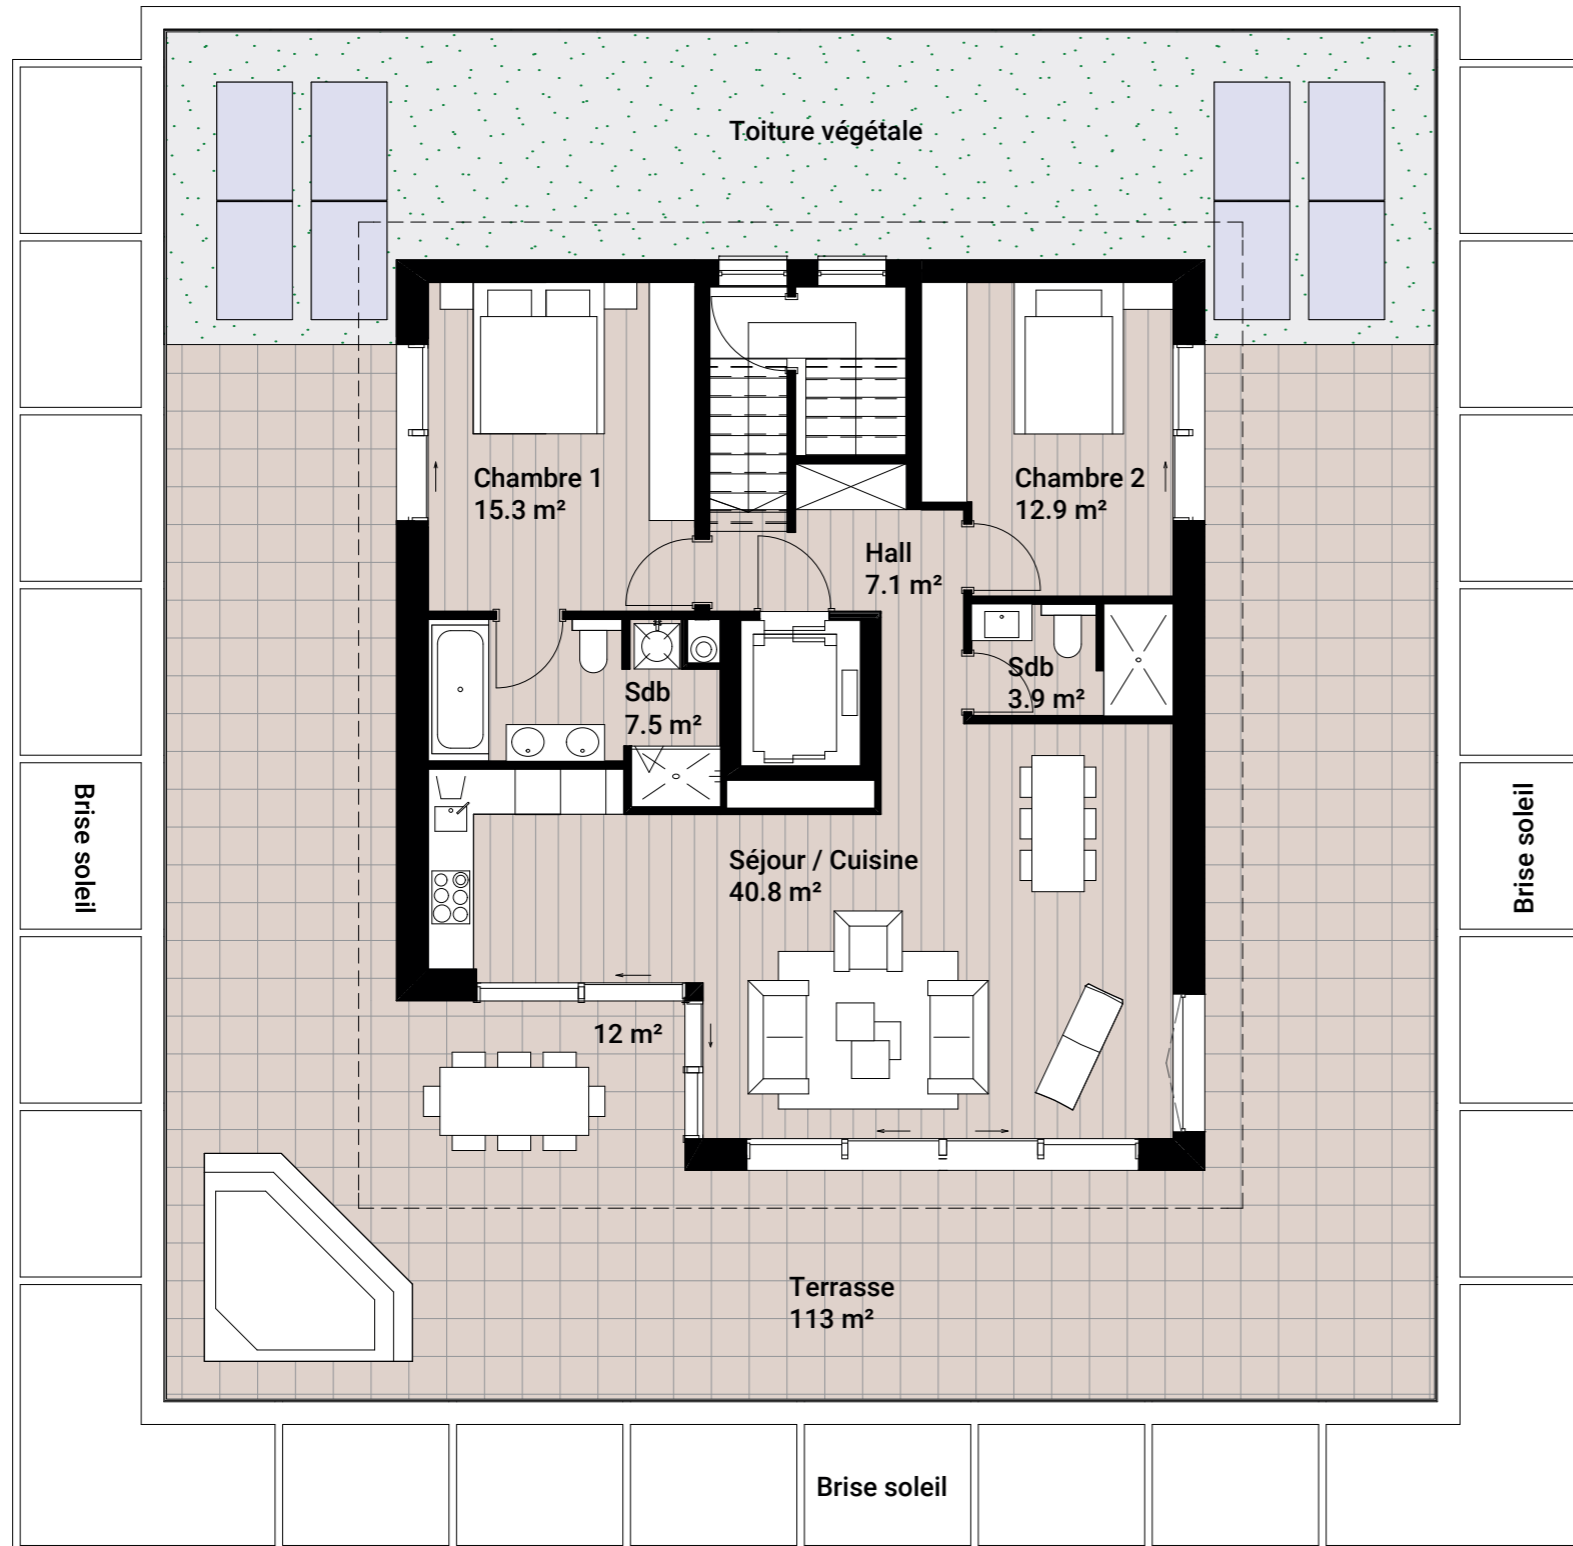 Toiture végétale
Chambre 1
15.3 m²
Chambre 2
12.9 m²
Hall
7.1 m²
Sdb
7.5 m²
Sdb
3.9 m²
Brise soleil
Brise soleil
Séjour / Cuisine
40.8 m²
12 m²
Terrasse
113 m²
Brise soleil